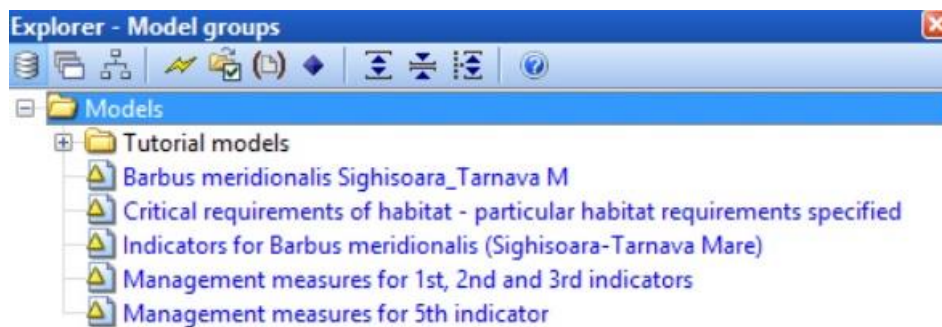 Explorer - Model groups
Models
Tutorial models
Barbus meridionalis Sighisoara_Tarnava M
Critical requirements of habitat - particular habitat requirements specified
Indicators for Barbus meridionalis (Sighisoara-Tarnava Mare)
Management measures for 1st, 2nd and 3rd indicators
Management measures for 5th indicator